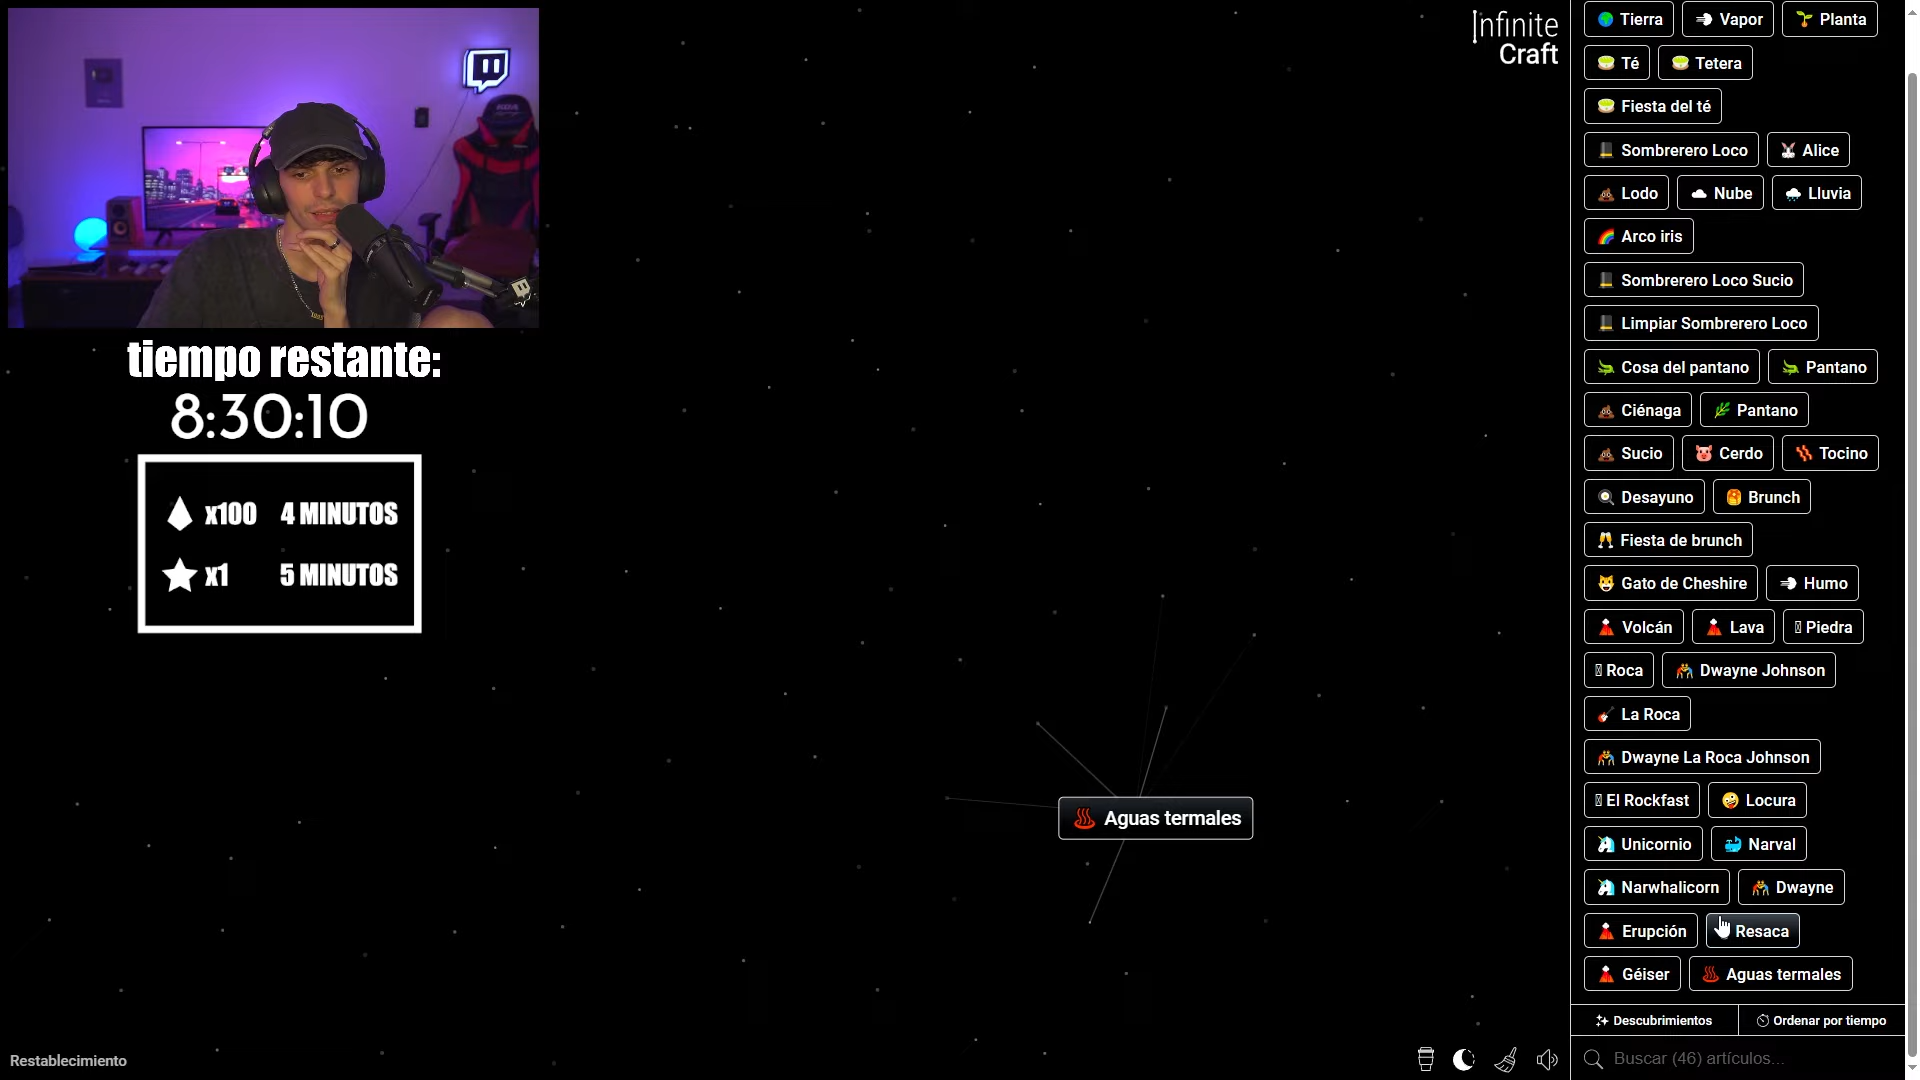 Infinite
Craft
tiempo restante:
8:30:10
x100 4 MINUTOS
x1 5 MINUTOS
Aguas termales
Restablecimiento
Tierra Vapor Planta
Té Tetera
Fiesta del té
Sombrerero Loco Alice
Lodo Nube Lluvia
Arco iris
Sombrerero Loco Sucio
Limpiar Sombrerero Loco
Cosa del pantano Pantano
Ciénaga Pantano
Sucio Cerdo Tocino
Desayuno Brunch
Fiesta de brunch
Gato de Cheshire Humo
Volcán Lava Piedra
Roca Dwayne Johnson
La Roca
Dwayne La Roca Johnson
El Rockfast Locura
Unicornio Narval
Narwhalicorn Dwayne
Erupción Resaca
Géiser Aguas termales
Descubrimientos Ordenar por tiempo
Buscar (46) artículos...